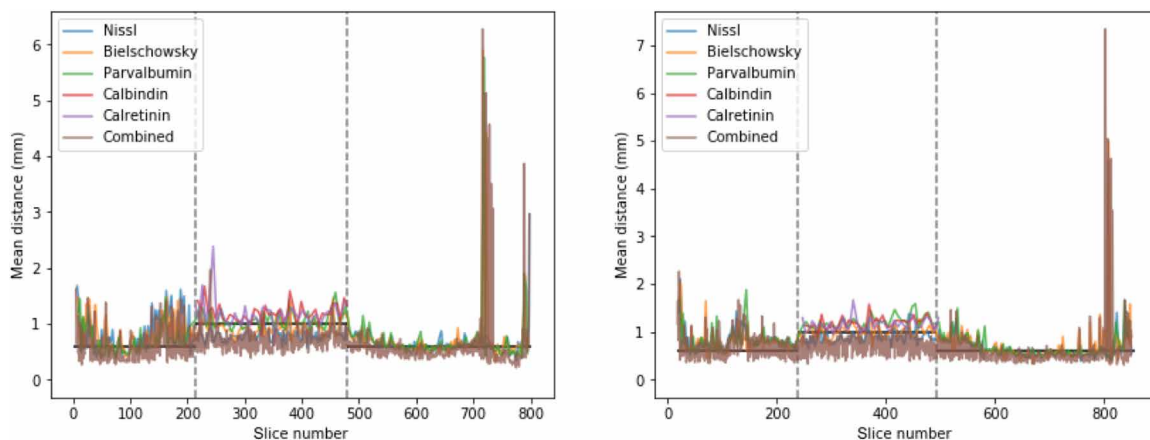 6
5
4
3
2
1
0
Mean distance (mm)
Nissl
Bielschowsky
Parvalbumin
Calbindin
Calretinin
Combined
0 100 200 300 400 500 600 700 800
Slice number
7
6
5
4
3
2
1
0
Mean distance (mm)
Nissl
Bielschowsky
Parvalbumin
Calbindin
Calretinin
Combined
0 200 400 600 800
Slice number